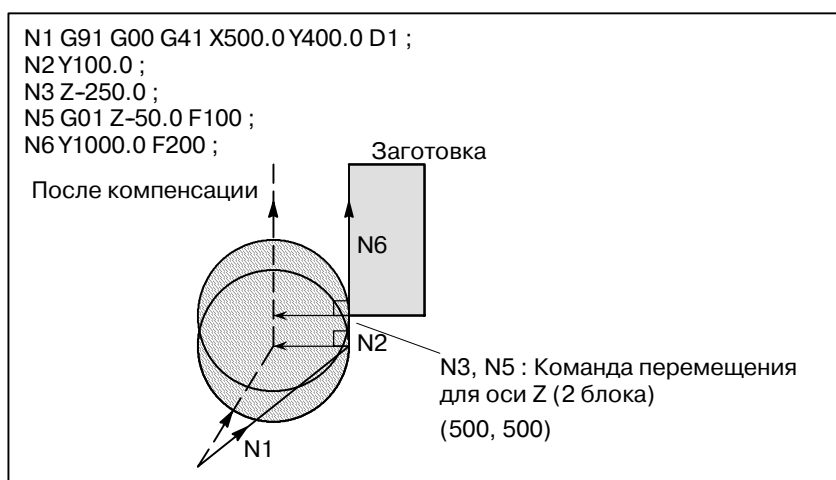 N1 G91 G00 G41 X500.0 Y400.0 D1 ;
N2 Y100.0 ;
N3 Z-250.0 ;
N5 G01 Z-50.0 F100 ;
N6 Y1000.0 F200 ;
Заготовка
После компенсации
N6
N2
N3, N5 : Команда перемещения
для оси Z (2 блока)
(500, 500)
N1